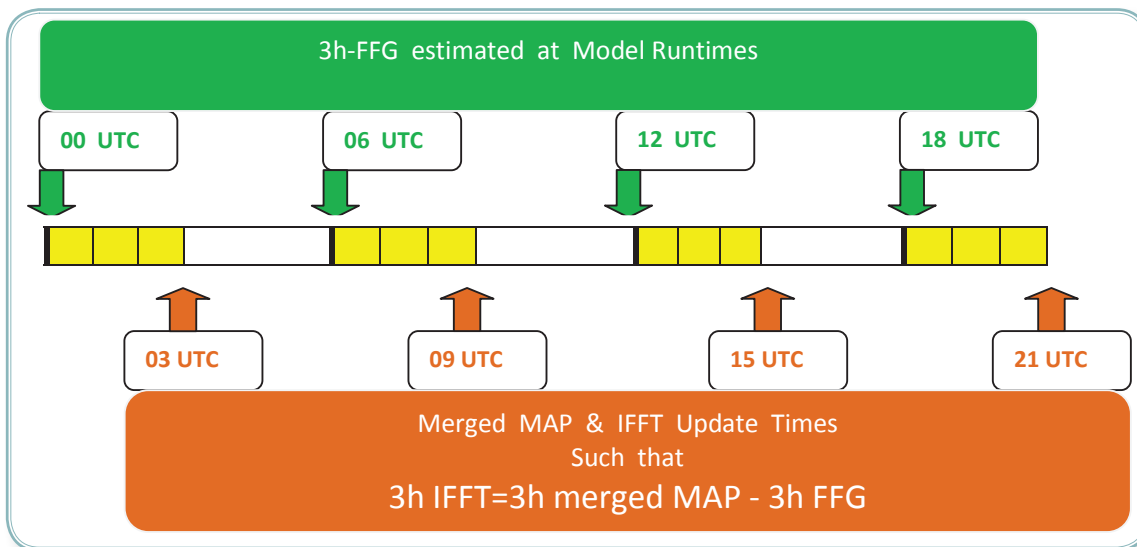 3h-FFG estimated at Model Runtimes
00 UTC
06 UTC
12 UTC
18 UTC
03 UTC
09 UTC
15 UTC
21 UTC
Merged MAP & IFFT Update Times
Such that
3h IFFT=3h merged MAP - 3h FFG